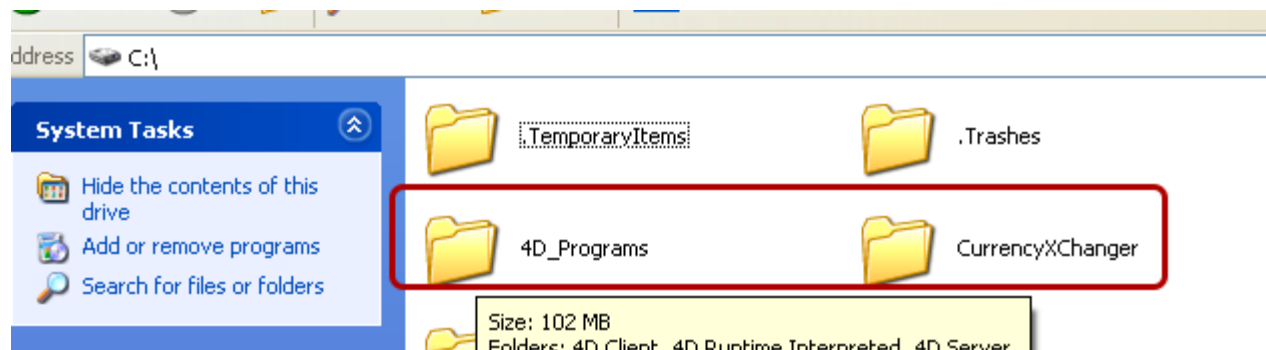 ddress C:\
System Tasks
Hide the contents of this
drive
Add or remove programs
Search for files or folders
.TemporaryItems
.Trashes
4D_Programs
CurrencyXChanger
Size: 102 MB
Folders: 4D Client, 4D Runtime Interpreted, 4D Server